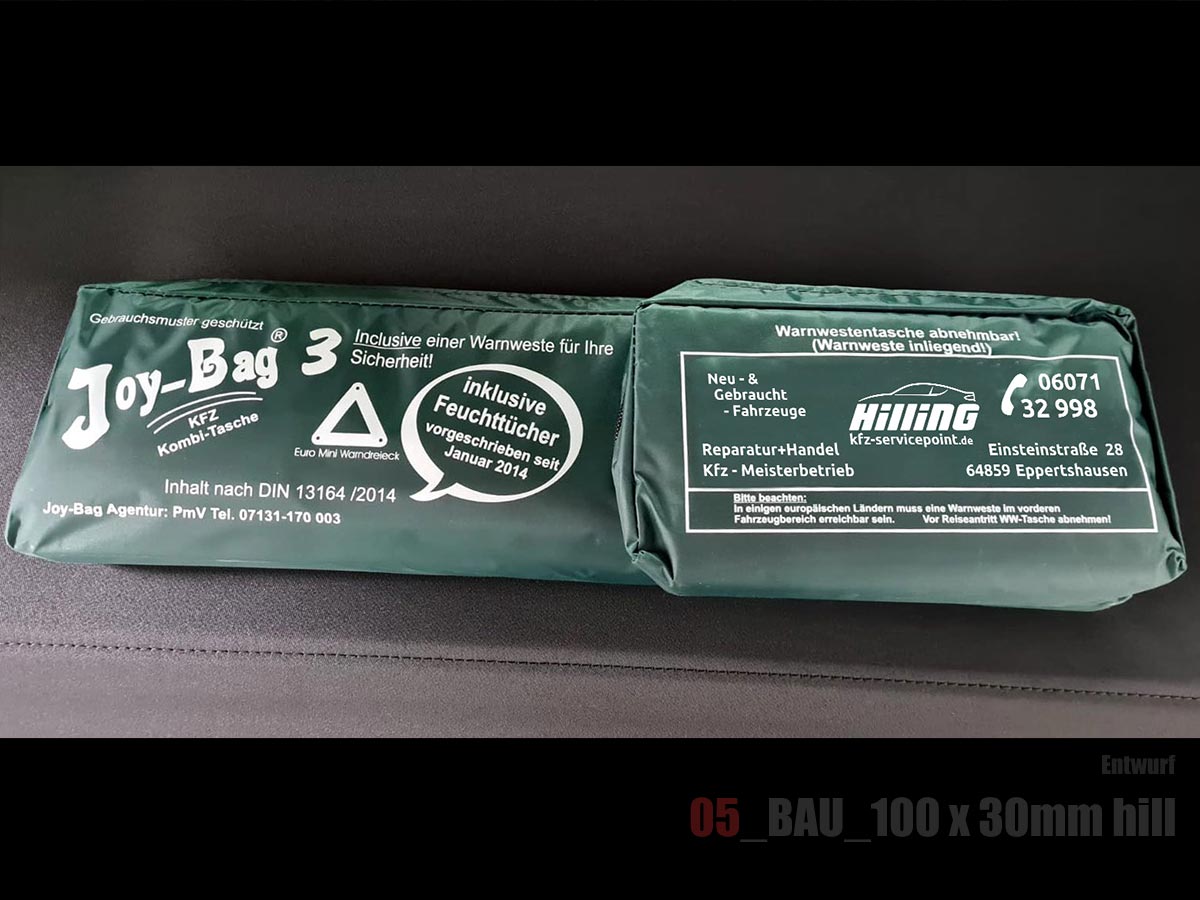 Gebrauchsmuster geschützt
Joy-Bag® 3
KFZ
Kombi-Tasche
Inclusive einer Warnweste für Ihre
Sicherheit!
Euro Mini Warndreieck
inklusive
Feuchttücher
vorgeschrieben seit
Januar 2014
Inhalt nach DIN 13164 /2014
Joy-Bag Agentur: PmV Tel. 07131-170 003
Warnwestentasche abnehmbar!
(Warnweste inliegend!)
Neu - &
Gebraucht
- Fahrzeuge
HILLING
kfz-servicepoint.de
06071
32 998
Reparatur+Handel
Kfz - Meisterbetrieb
Einsteinstraße 28
64859 Eppertshausen
Bitte beachten:
In einigen europäischen Ländern muss eine Warnweste im vorderen
Fahrzeugbereich erreichbar sein. Vor Reiseantritt WW-Tasche abnehmen!
Entwurf
05_BAU_100 x 30mm hill